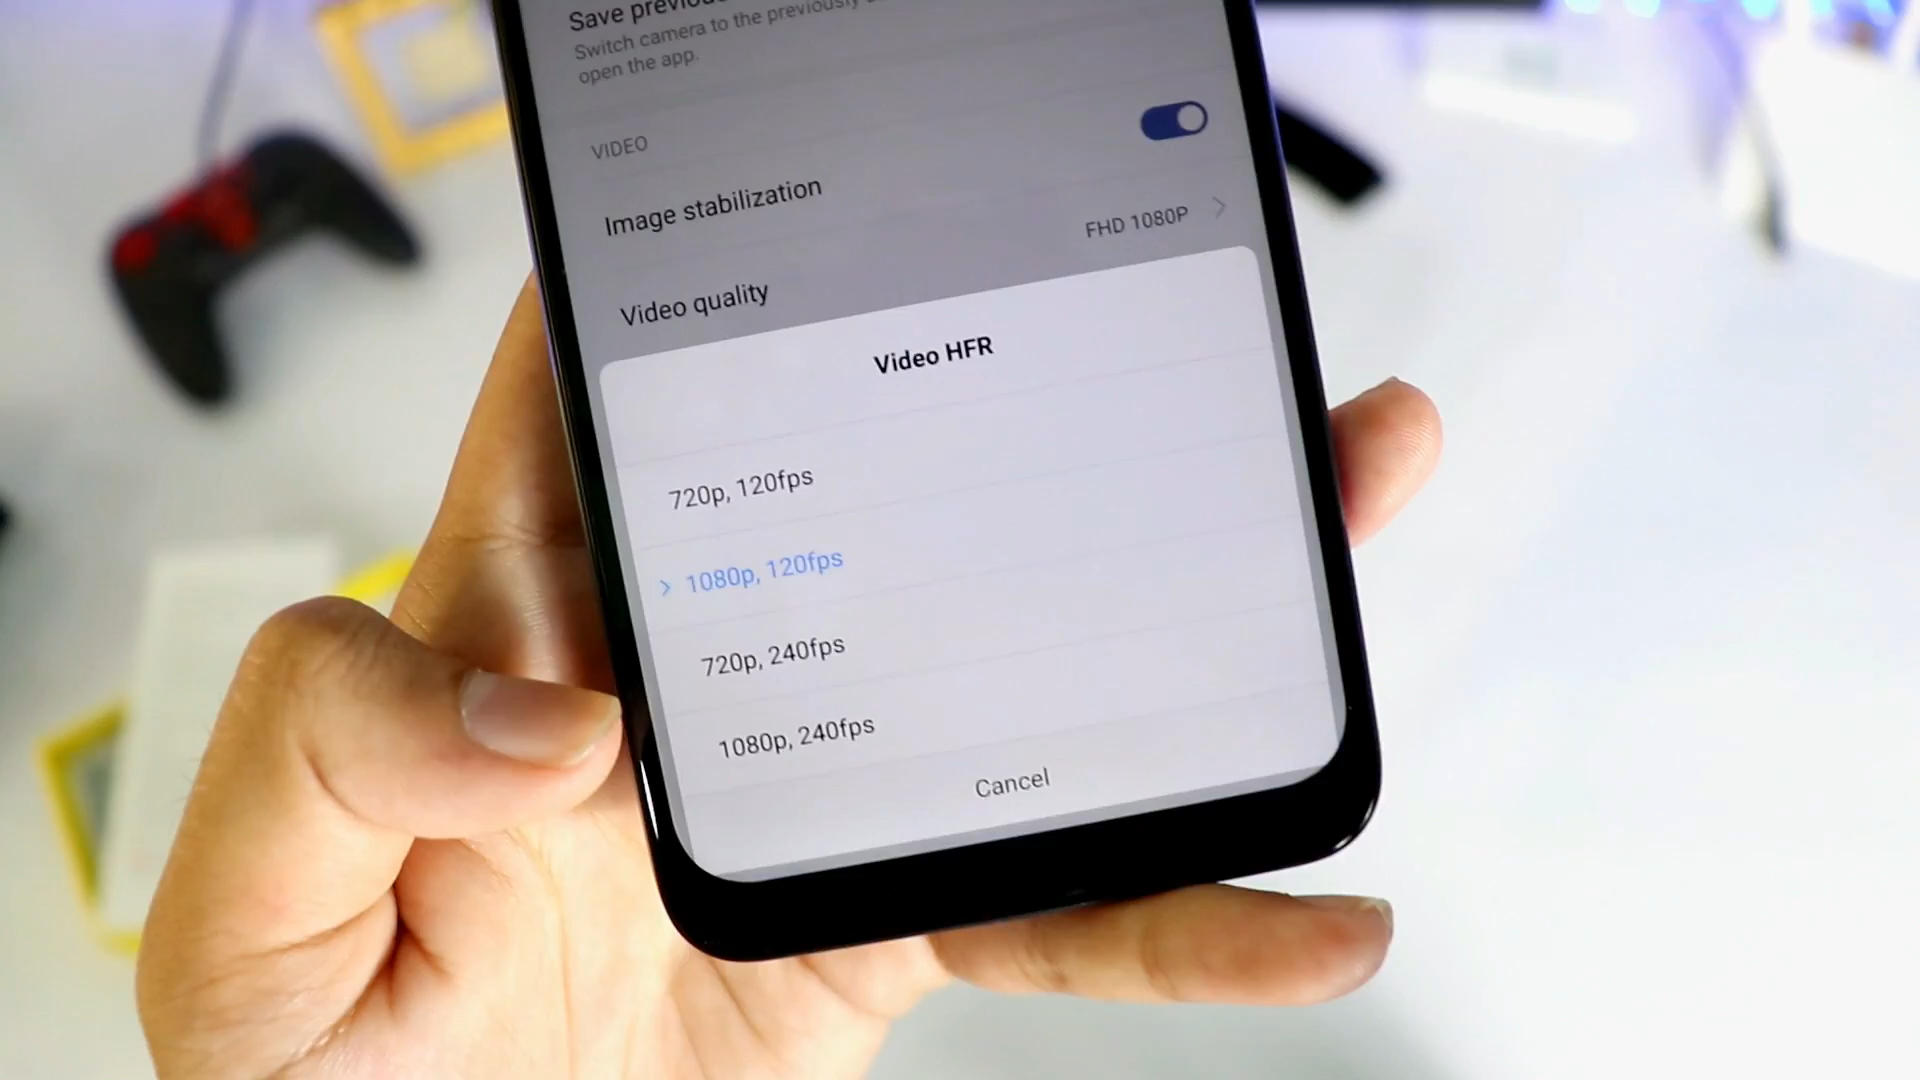 Save
Switch camera to the previously
open the app.
VIDEO
Image stabilization
FHD 1080P
Video quality
Video HFR
720p, 120fps
1080p, 120fps
720p, 240fps
1080p, 240fps
Cancel